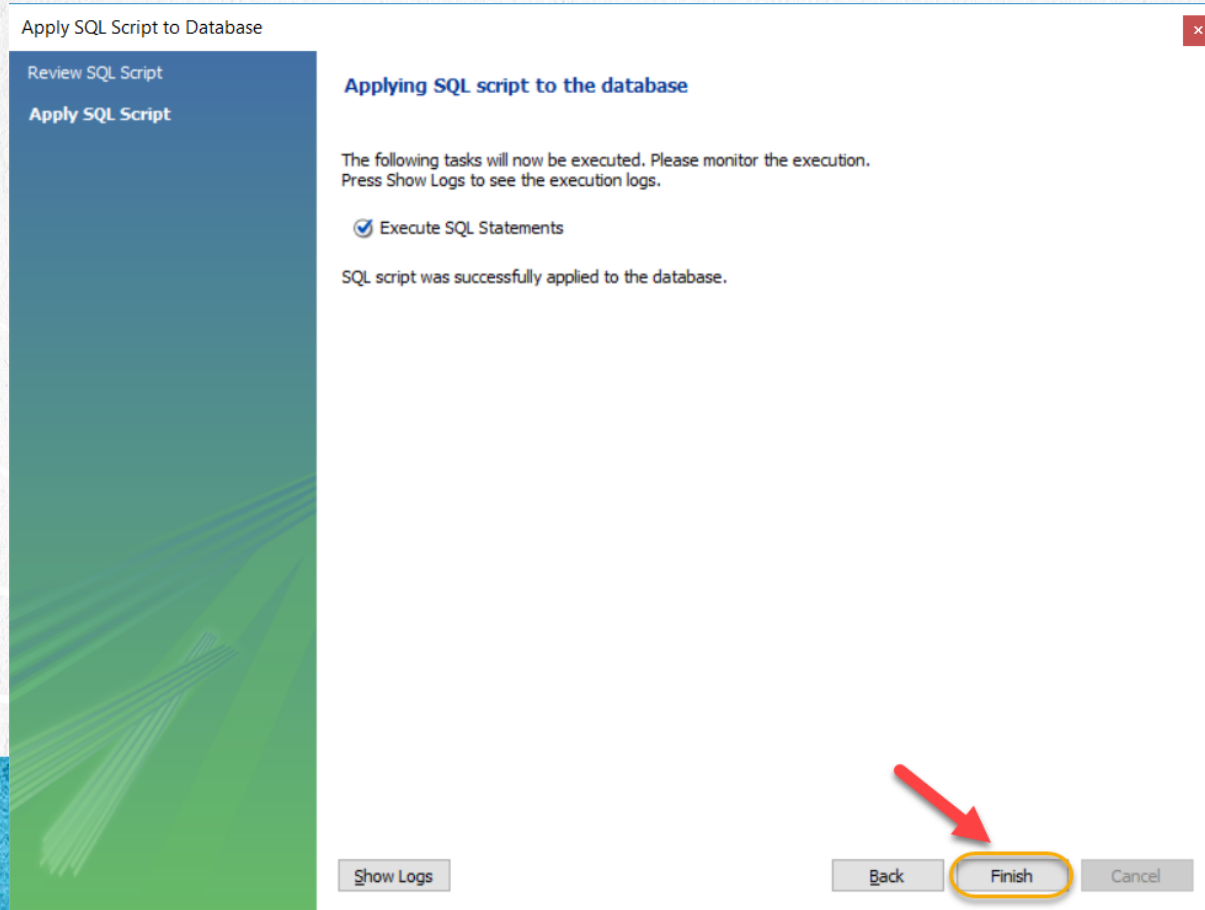 Apply SQL Script to Database
Review SQL Script
Apply SQL Script
Applying SQL script to the database
The following tasks will now be executed. Please monitor the execution.
Press Show Logs to see the execution logs.
Execute SQL Statements
SQL script was successfully applied to the database.
Show Logs
Back
Finish
Cancel